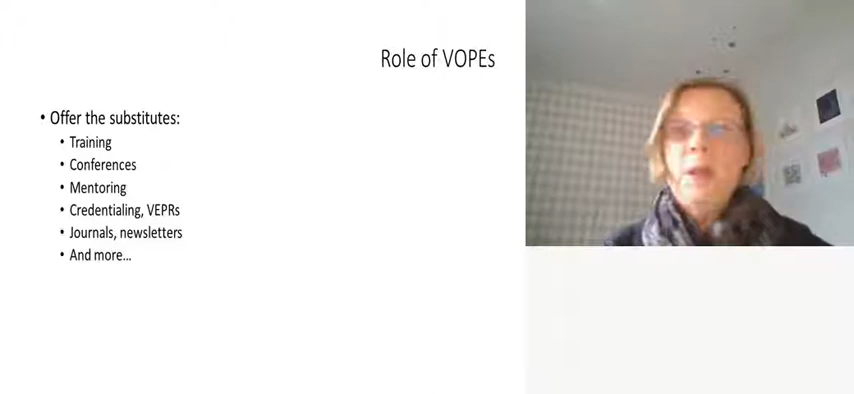 Role of VOPEs
• Offer the substitutes:
• Training
• Conferences
• Mentoring
• Credentialing, VEPRs
• Journals, newsletters
• And more…